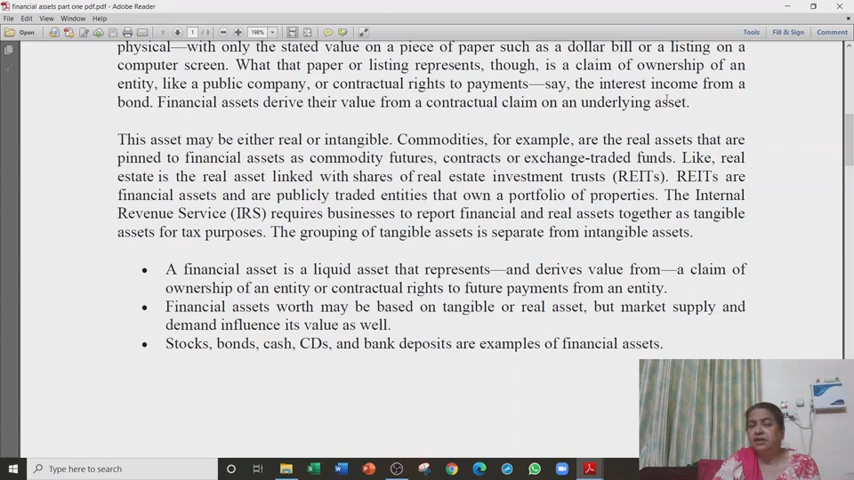 financial assets part one pdf.pdf - Adobe Reader
File Edit View Window Help
Open 1 / 3 198% Tools Fill & Sign Comment
physical—with only the stated value on a piece of paper such as a dollar bill or a listing on a
computer screen. What that paper or listing represents, though, is a claim of ownership of an
entity, like a public company, or contractual rights to payments—say, the interest income from a
bond. Financial assets derive their value from a contractual claim on an underlying asset.
This asset may be either real or intangible. Commodities, for example, are the real assets that are
pinned to financial assets as commodity futures, contracts or exchange-traded funds. Like, real
estate is the real asset linked with shares of real estate investment trusts (REITs). REITs are
financial assets and are publicly traded entities that own a portfolio of properties. The Internal
Revenue Service (IRS) requires businesses to report financial and real assets together as tangible
assets for tax purposes. The grouping of tangible assets is separate from intangible assets.
• A financial asset is a liquid asset that represents—and derives value from—a claim of
ownership of an entity or contractual rights to future payments from an entity.
• Financial assets worth may be based on tangible or real asset, but market supply and
demand influence its value as well.
• Stocks, bonds, cash, CDs, and bank deposits are examples of financial assets.
Type here to search